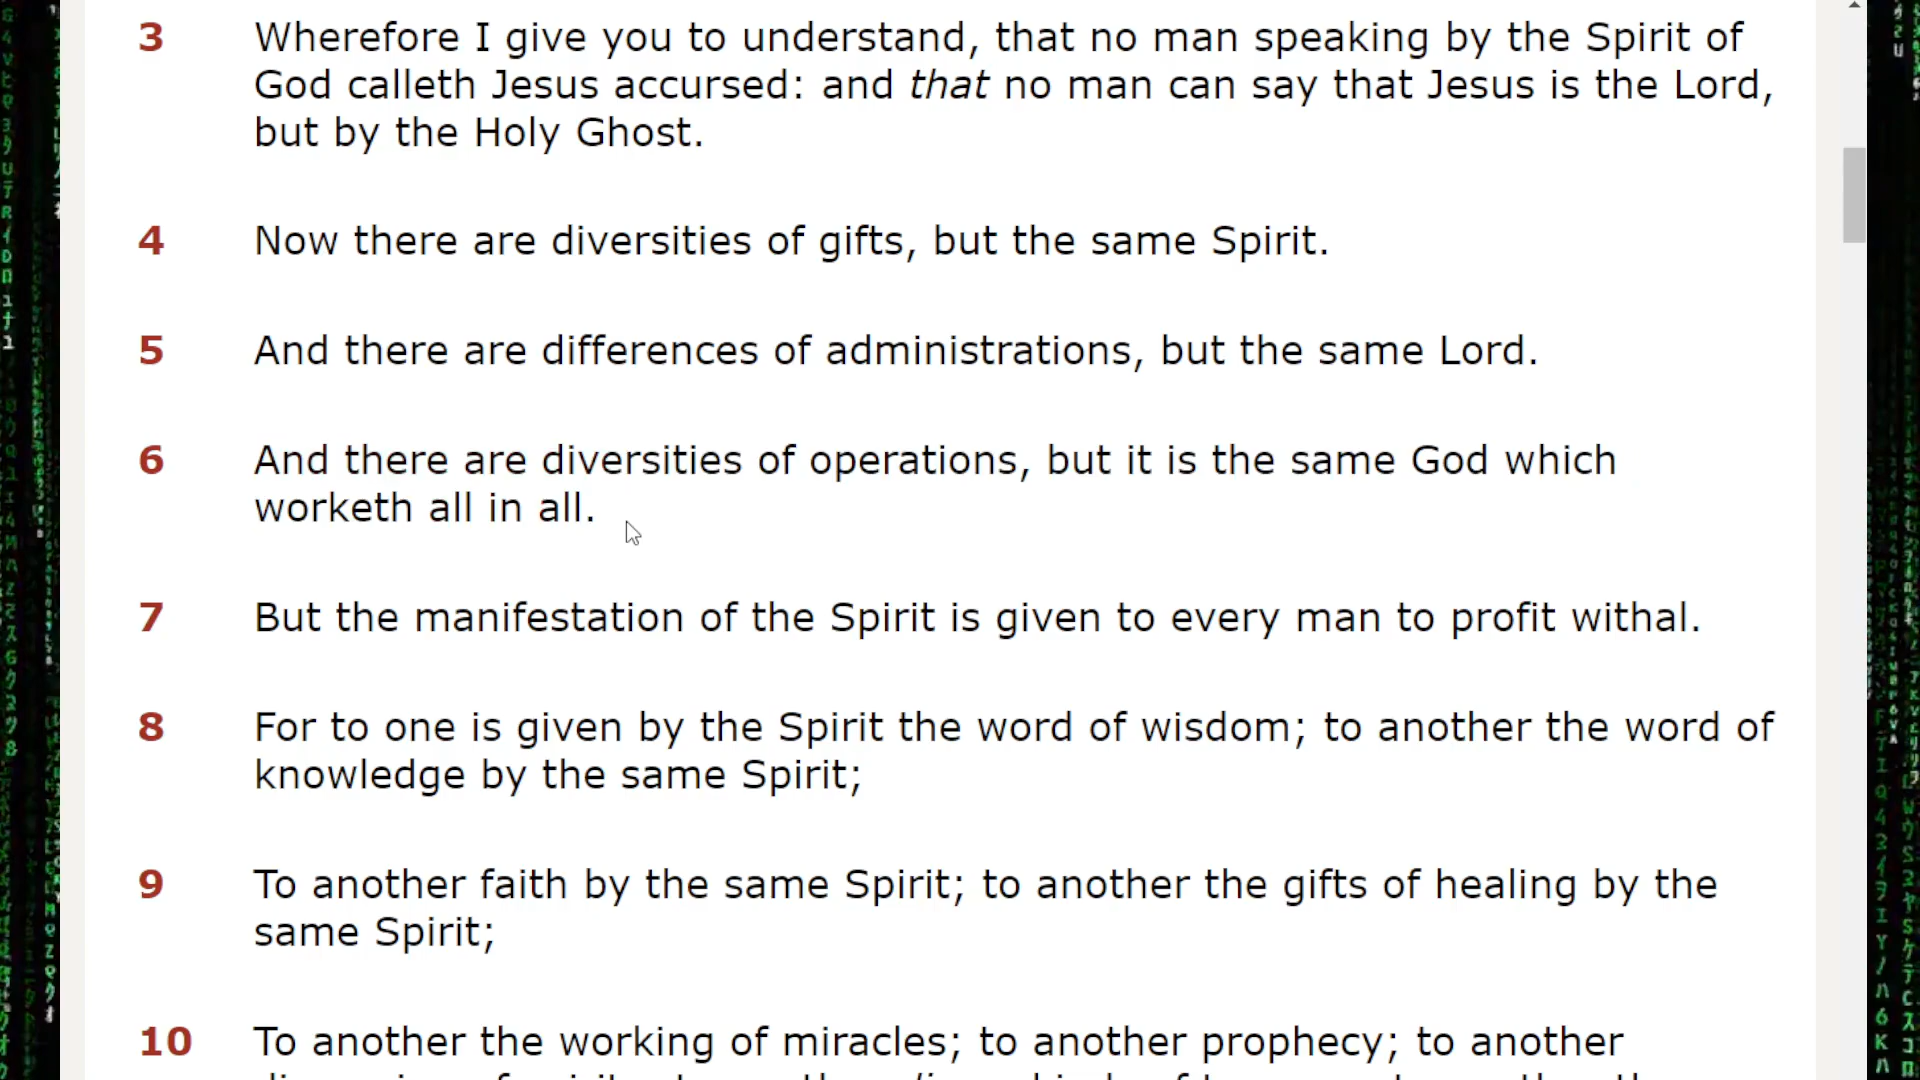 3 Wherefore I give you to understand, that no man speaking by the Spirit of
God calleth Jesus accursed: and that no man can say that Jesus is the Lord,
but by the Holy Ghost.
4 Now there are diversities of gifts, but the same Spirit.
5 And there are differences of administrations, but the same Lord.
6 And there are diversities of operations, but it is the same God which
worketh all in all.
7 But the manifestation of the Spirit is given to every man to profit withal.
8 For to one is given by the Spirit the word of wisdom; to another the word of
knowledge by the same Spirit;
9 To another faith by the same Spirit; to another the gifts of healing by the
same Spirit;
10 To another the working of miracles; to another prophecy; to another